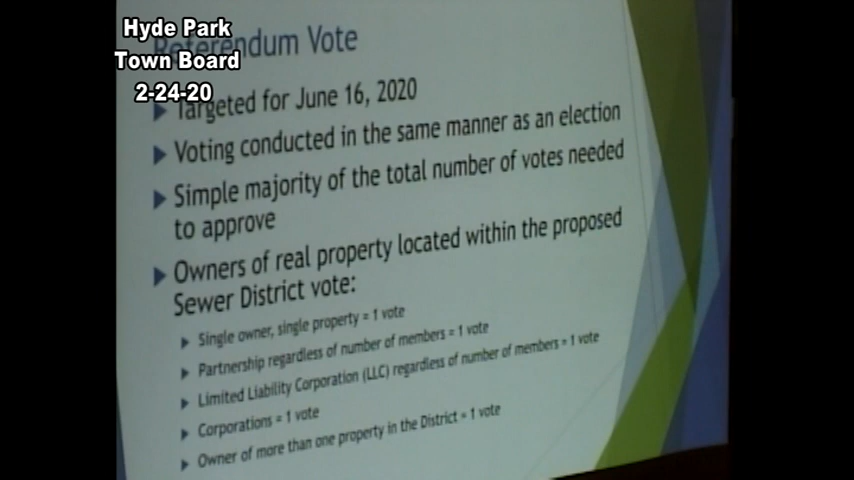 Hyde Park
Town Board
2-24-20
Referendum Vote
Targeted for June 16, 2020
Voting conducted in the same manner as an election
Simple majority of the total number of votes needed
to approve
Owners of real property located within the proposed
Sewer District vote:
Single owner, single property = 1 vote
Partnership regardless of number of members = 1 vote
Limited Liability Corporation (LLC) regardless of number of members = 1 vote
Corporations = 1 vote
Owner of more than one property in the District = 1 vote